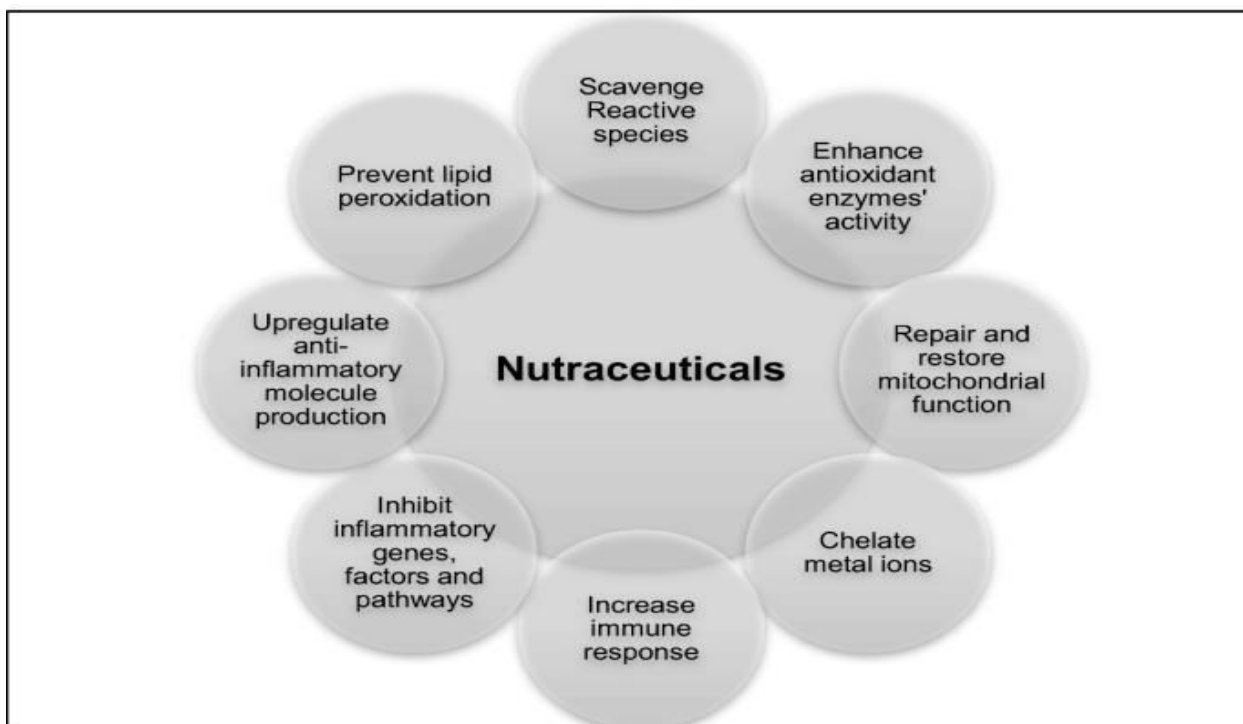 Scavenge
Reactive
species
Enhance
antioxidant
enzymes'
activity
Repair and
restore
mitochondrial
function
Chelate
metal ions
Increase
immune
response
Inhibit
inflammatory
genes,
factors and
pathways
Upregulate
anti-
inflammatory
molecule
production
Prevent lipid
peroxidation
Nutraceuticals